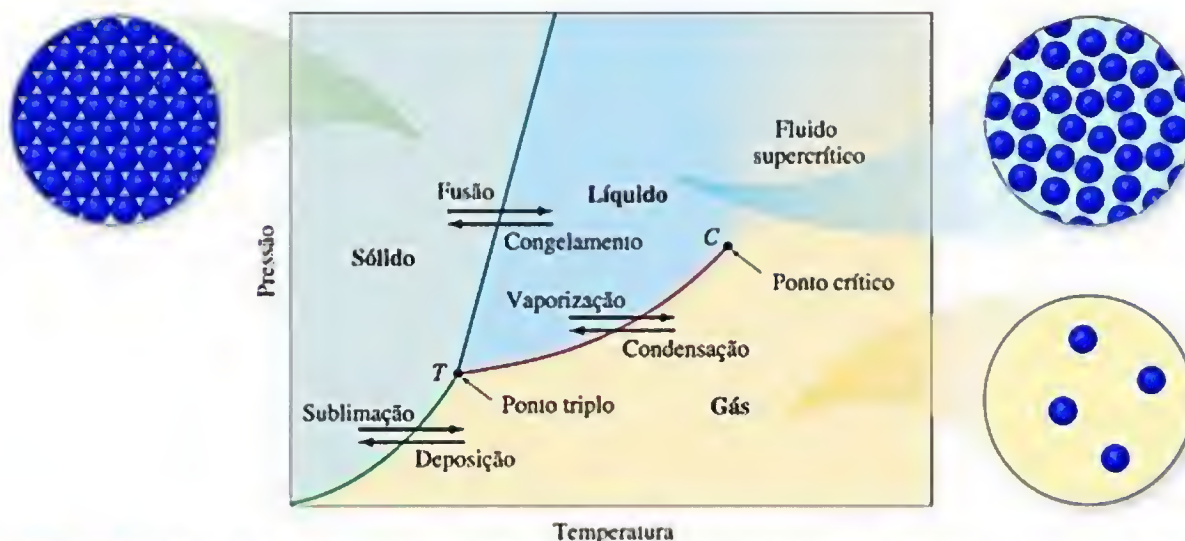 Fluido
supercrítico
Fusão
Líquido
Congelamento
Sólido
C
Pressão
Ponto crítico
Vaporização
Condensação
T
Ponto triplo
Gás
Sublimação
Deposição
Temperatura